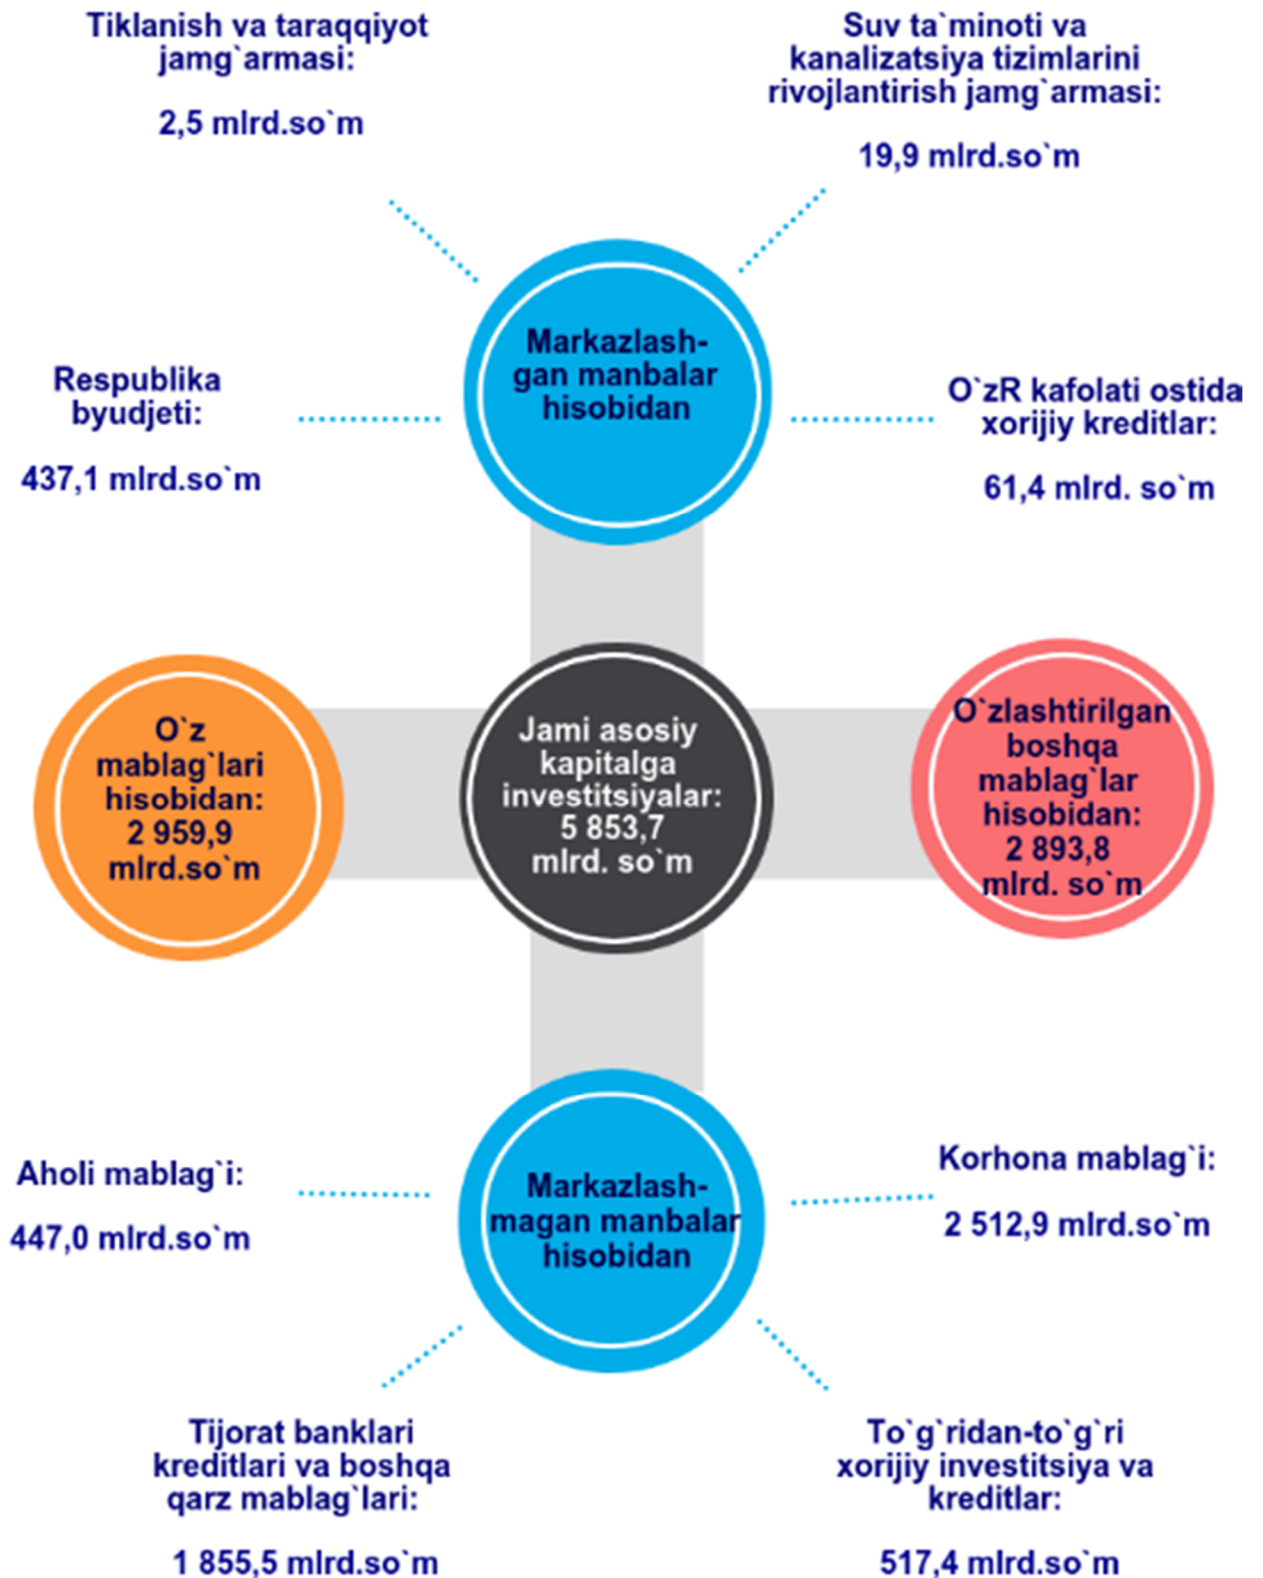 Tiklanish va taraqqiyot
jamg`armasi:
2,5 mlrd.so`m
Suv ta`minoti va
kanalizatsiya tizimlarini
rivojlantirish jamg`armasi:
19,9 mlrd.so`m
Markazlash-
gan manbalar
hisobidan
Respublika
byudjeti:
437,1 mlrd.so`m
O`zR kafolati ostida
xorijiy kreditlar:
61,4 mlrd. so`m
O`z
mablag`lari
hisobidan:
2 959,9
mlrd.so`m
Jami asosiy
kapitalga
investitsiyalar:
5 853,7
mlrd. so`m
O`zlashtirilgan
boshqa
mablag`lar
hisobidan:
2 893,8
mlrd. so`m
Aholi mablag`i:
447,0 mlrd.so`m
Markazlash-
magan manbalar
hisobidan
Korhona mablag`i:
2 512,9 mlrd.so`m
Tijorat banklari
kreditlari va boshqa
qarz mablag`lari:
1 855,5 mlrd.so`m
To`g`ridan-to`g`ri
xorijiy investitsiya va
kreditlar:
517,4 mlrd.so`m